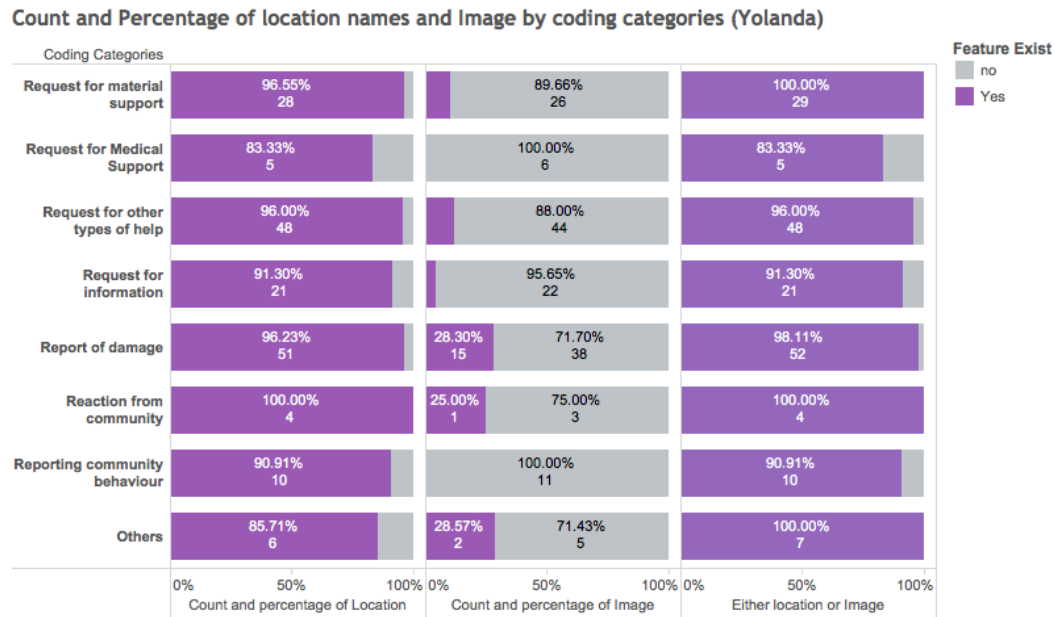 Count and Percentage of location names and Image by coding categories (Yolanda)
Feature Exist
no
Yes
Coding Categories
Request for material
support
96.55%
28
89.66%
26
100.00%
29
Request for Medical
Support
83.33%
5
100.00%
6
83.33%
5
Request for other
types of help
96.00%
48
88.00%
44
96.00%
48
Request for
information
91.30%
21
95.65%
22
91.30%
21
Report of damage
96.23%
51
28.30%
15
71.70%
38
98.11%
52
Reaction from
community
100.00%
4
25.00%
1
75.00%
3
100.00%
4
Reporting community
behaviour
90.91%
10
100.00%
11
90.91%
10
Others
85.71%
6
28.57%
2
71.43%
5
100.00%
7
0% 50% 100%
Count and percentage of Location
0% 50% 100%
Count and percentage of Image
0% 50% 100%
Either location or Image